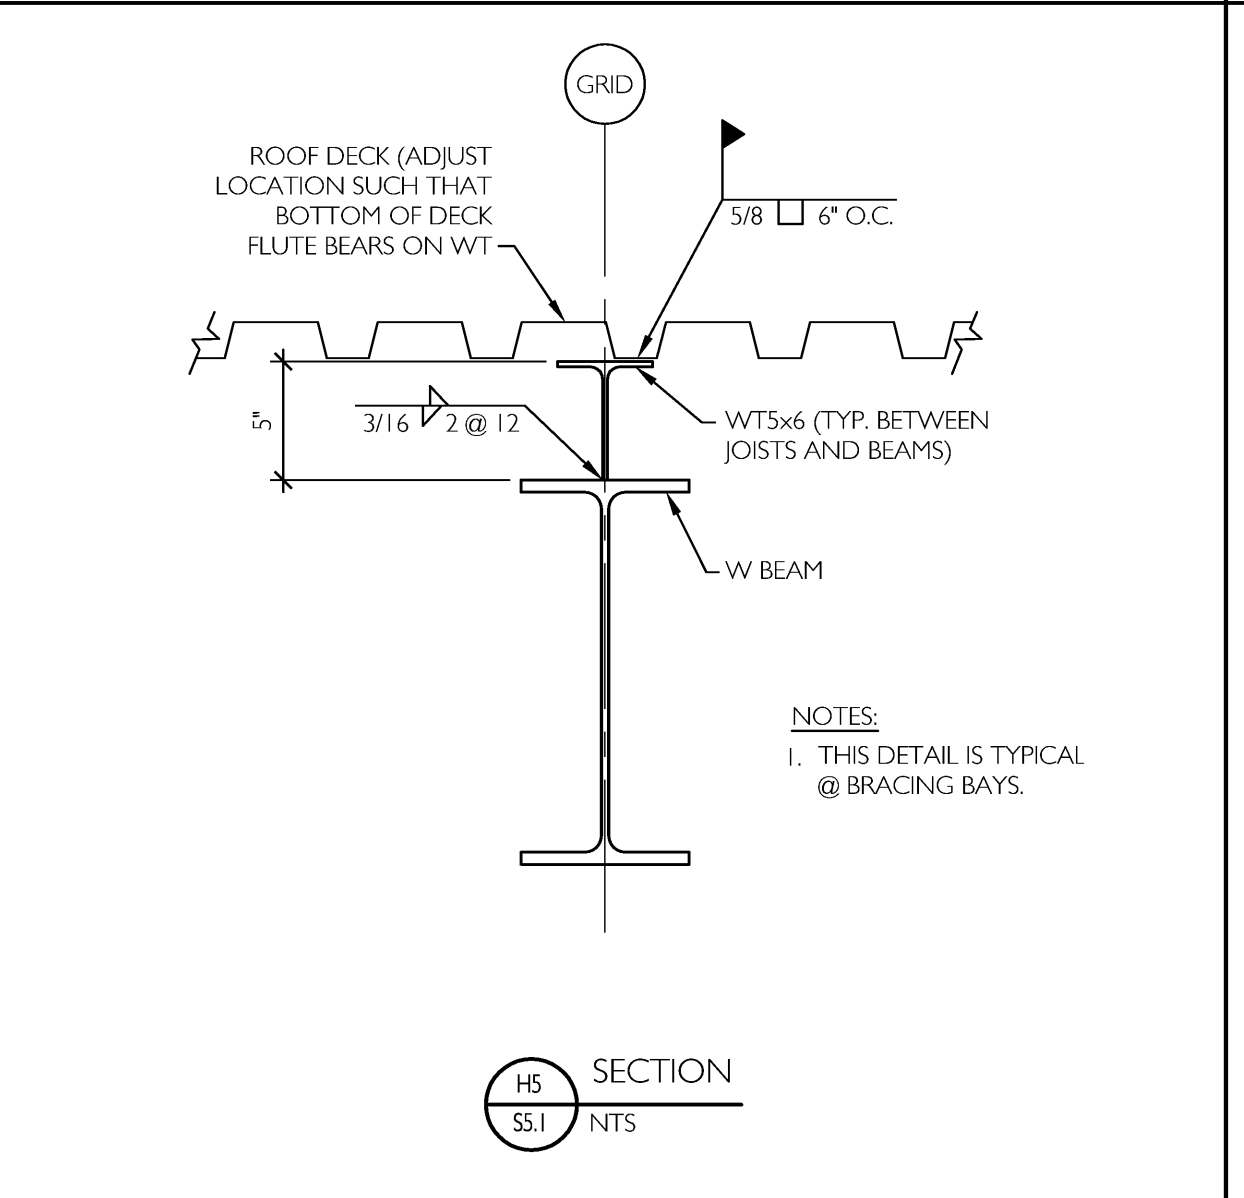 GRID
ROOF DECK (ADJUST
LOCATION SUCH THAT
BOTTOM OF DECK
FLUTE BEARS ON WT
5/8 6" O.C.
5"
3/16 2 @ 12
WT5x6 (TYP. BETWEEN
JOISTS AND BEAMS)
W BEAM
NOTES:
1. THIS DETAIL IS TYPICAL
@ BRACING BAYS.
H5
S5.1
SECTION
NTS